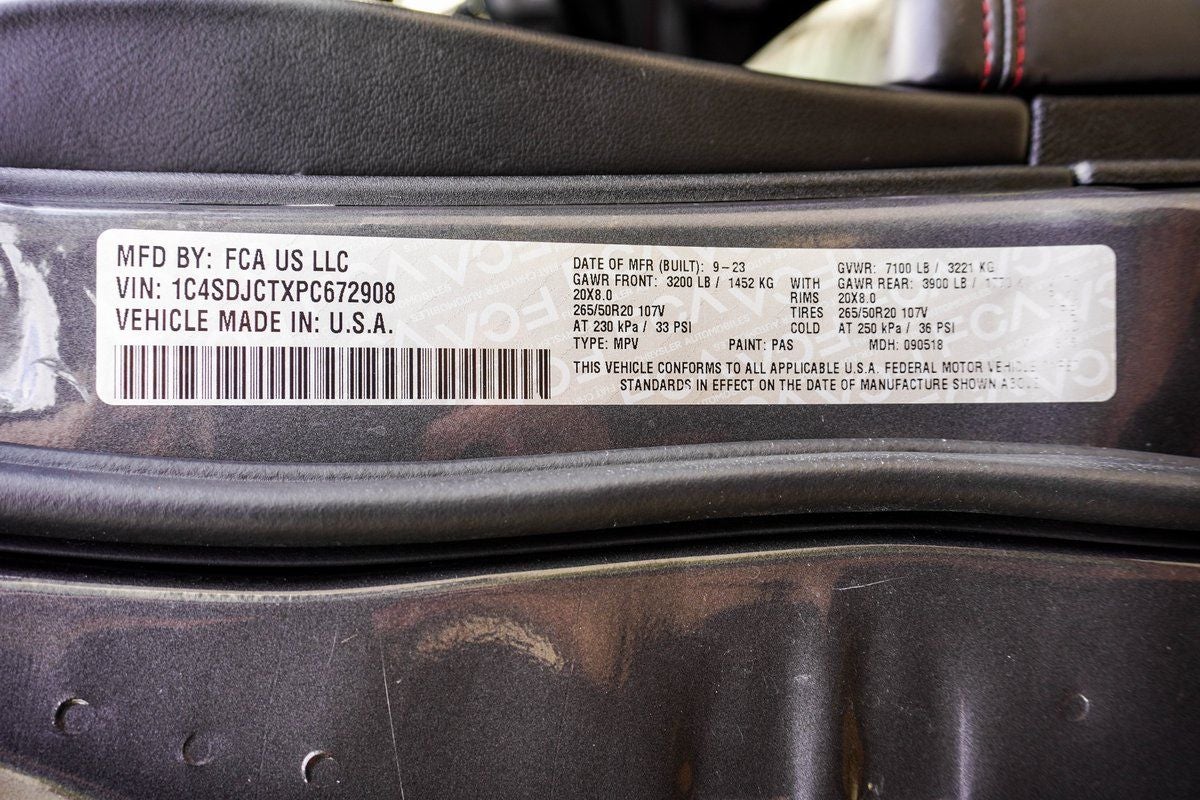 MFD BY: FCA US LLC
VIN: 1C4SDJCTXPC672908
VEHICLE MADE IN: U.S.A.
DATE OF MFR (BUILT): 9-23 GVWR: 7100 LB / 3221 KG
GAWR FRONT: 3200 LB / 1452 KG WITH GAWR REAR: 3900 LB /
20X8.0 RIMS 20X8.0
265/50R20 107V TIRES 265/50R20 107V
AT 230 kPa / 33 PSI COLD AT 250 kPa / 36 PSI
TYPE: MPV PAINT: PAS MDH: 090518
THIS VEHICLE CONFORMS TO ALL APPLICABLE U.S.A. FEDERAL MOTOR VEHICLE
STANDARDS IN EFFECT ON THE DATE OF MANUFACTURE SHOWN ABOVE